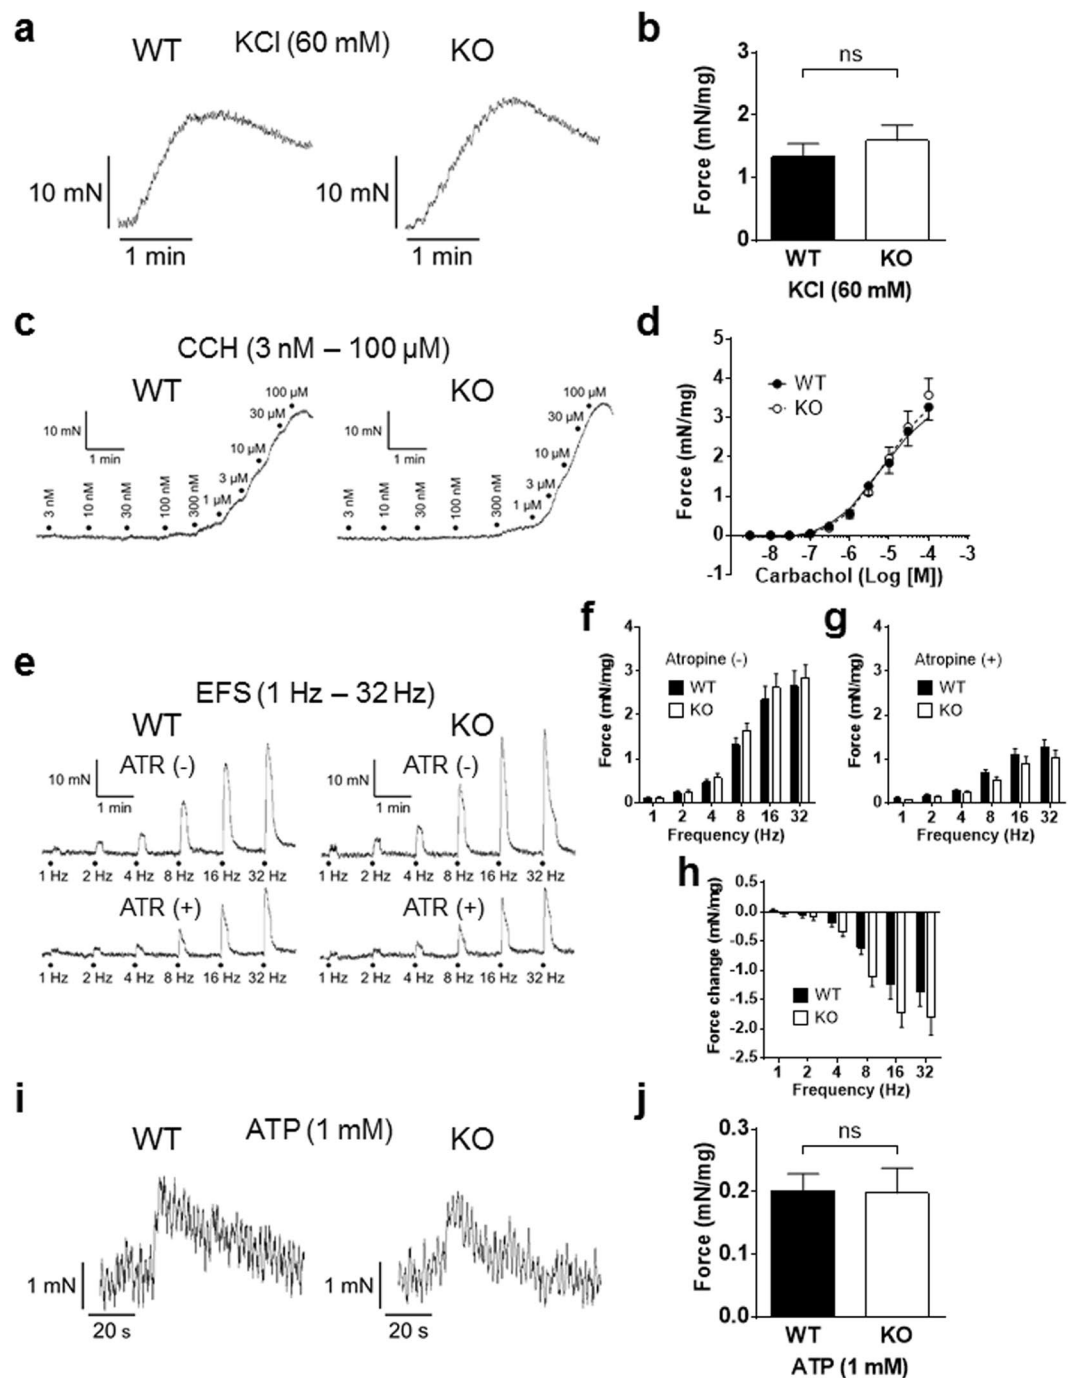 a
WT
KCl (60 mM)
KO
10 mN
1 min
10 mN
1 min
b
Force (mN/mg)
3
2
1
0
ns
WT
KO
KCl (60 mM)
c
CCH (3 nM – 100 µM)
WT
KO
10 mN
1 min
3 nM
10 nM
30 nM
100 nM
300 nM
1 µM
3 µM
10 µM
30 µM
100 µM
10 mN
1 min
3 nM
10 nM
30 nM
100 nM
300 nM
1 µM
3 µM
10 µM
30 µM
100 µM
d
Force (mN/mg)
5
4
3
2
1
0
-1
WT
KO
-8 -7 -6 -5 -4 -3
Carbachol (Log [M])
e
EFS (1 Hz – 32 Hz)
WT
KO
10 mN
1 min
ATR (-)
10 mN
1 min
ATR (-)
1 Hz 2 Hz 4 Hz 8 Hz 16 Hz 32 Hz
1 Hz 2 Hz 4 Hz 8 Hz 16 Hz 32 Hz
ATR (+)
ATR (+)
1 Hz 2 Hz 4 Hz 8 Hz 16 Hz 32 Hz
1 Hz 2 Hz 4 Hz 8 Hz 16 Hz 32 Hz
f
Force (mN/mg)
4
3
2
1
0
Atropine (-)
WT
KO
1 2 4 8 16 32
Frequency (Hz)
g
Force (mN/mg)
4
3
2
1
0
Atropine (+)
WT
KO
1 2 4 8 16 32
Frequency (Hz)
h
Force change (mN/mg)
0.5
0.0
-0.5
-1.0
-1.5
-2.0
-2.5
WT
KO
1 2 4 8 16 32
Frequency (Hz)
i
WT
ATP (1 mM)
KO
1 mN
20 s
1 mN
20 s
j
Force (mN/mg)
0.3
0.2
0.1
0.0
ns
WT
KO
ATP (1 mM)